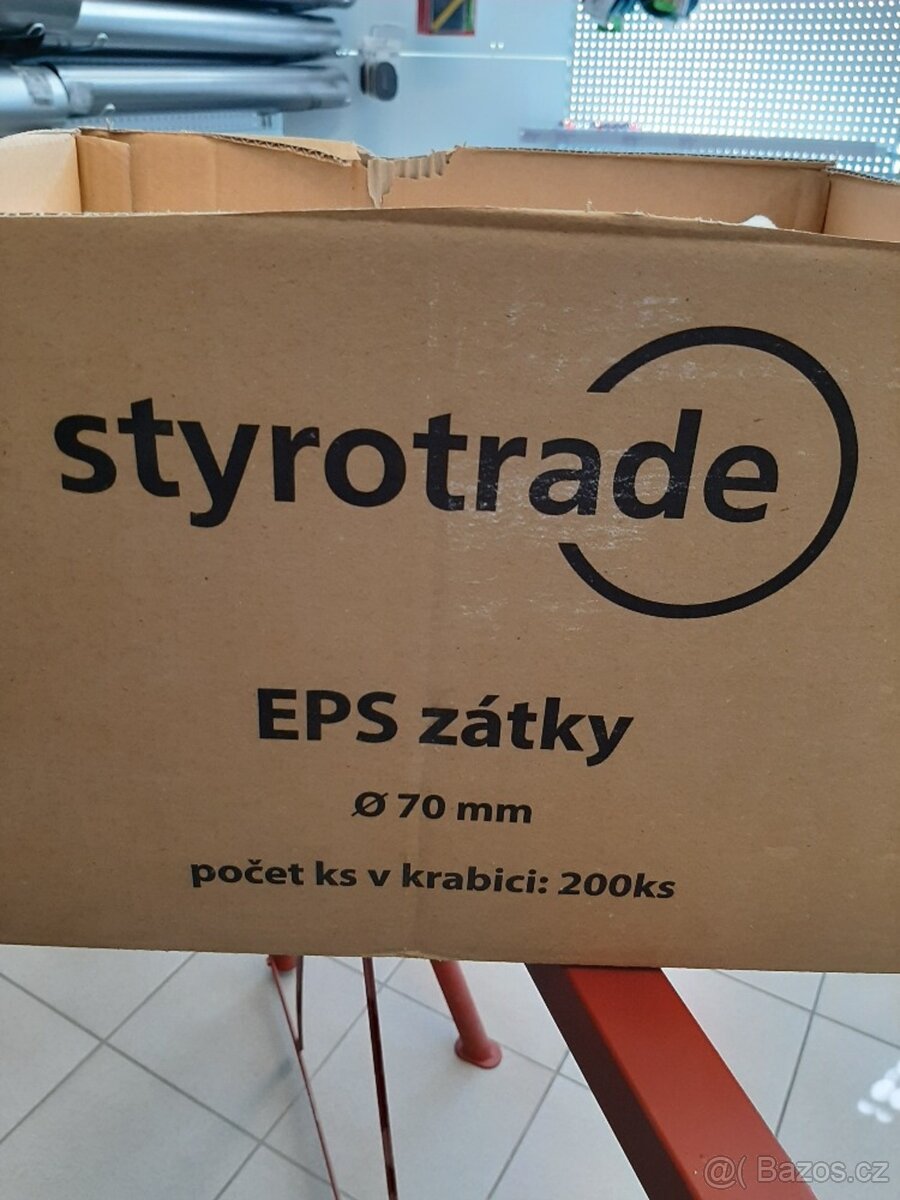 styrotrade
EPS zátky
Ø 70 mm
počet ks v krabici: 200ks
@( Bazos.cz